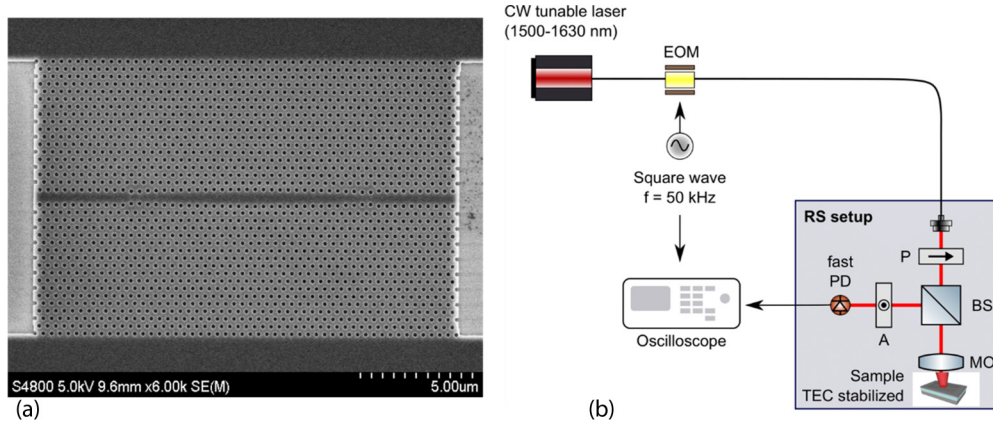 S4800 5.0kV 9.6mm x6.00k SE(M)
5.00um
(a)
CW tunable laser
(1500-1630 nm)
EOM
Square wave
f = 50 kHz
Oscilloscope
RS setup
P
fast
PD
BS
A
MO
Sample
TEC stabilized
(b)